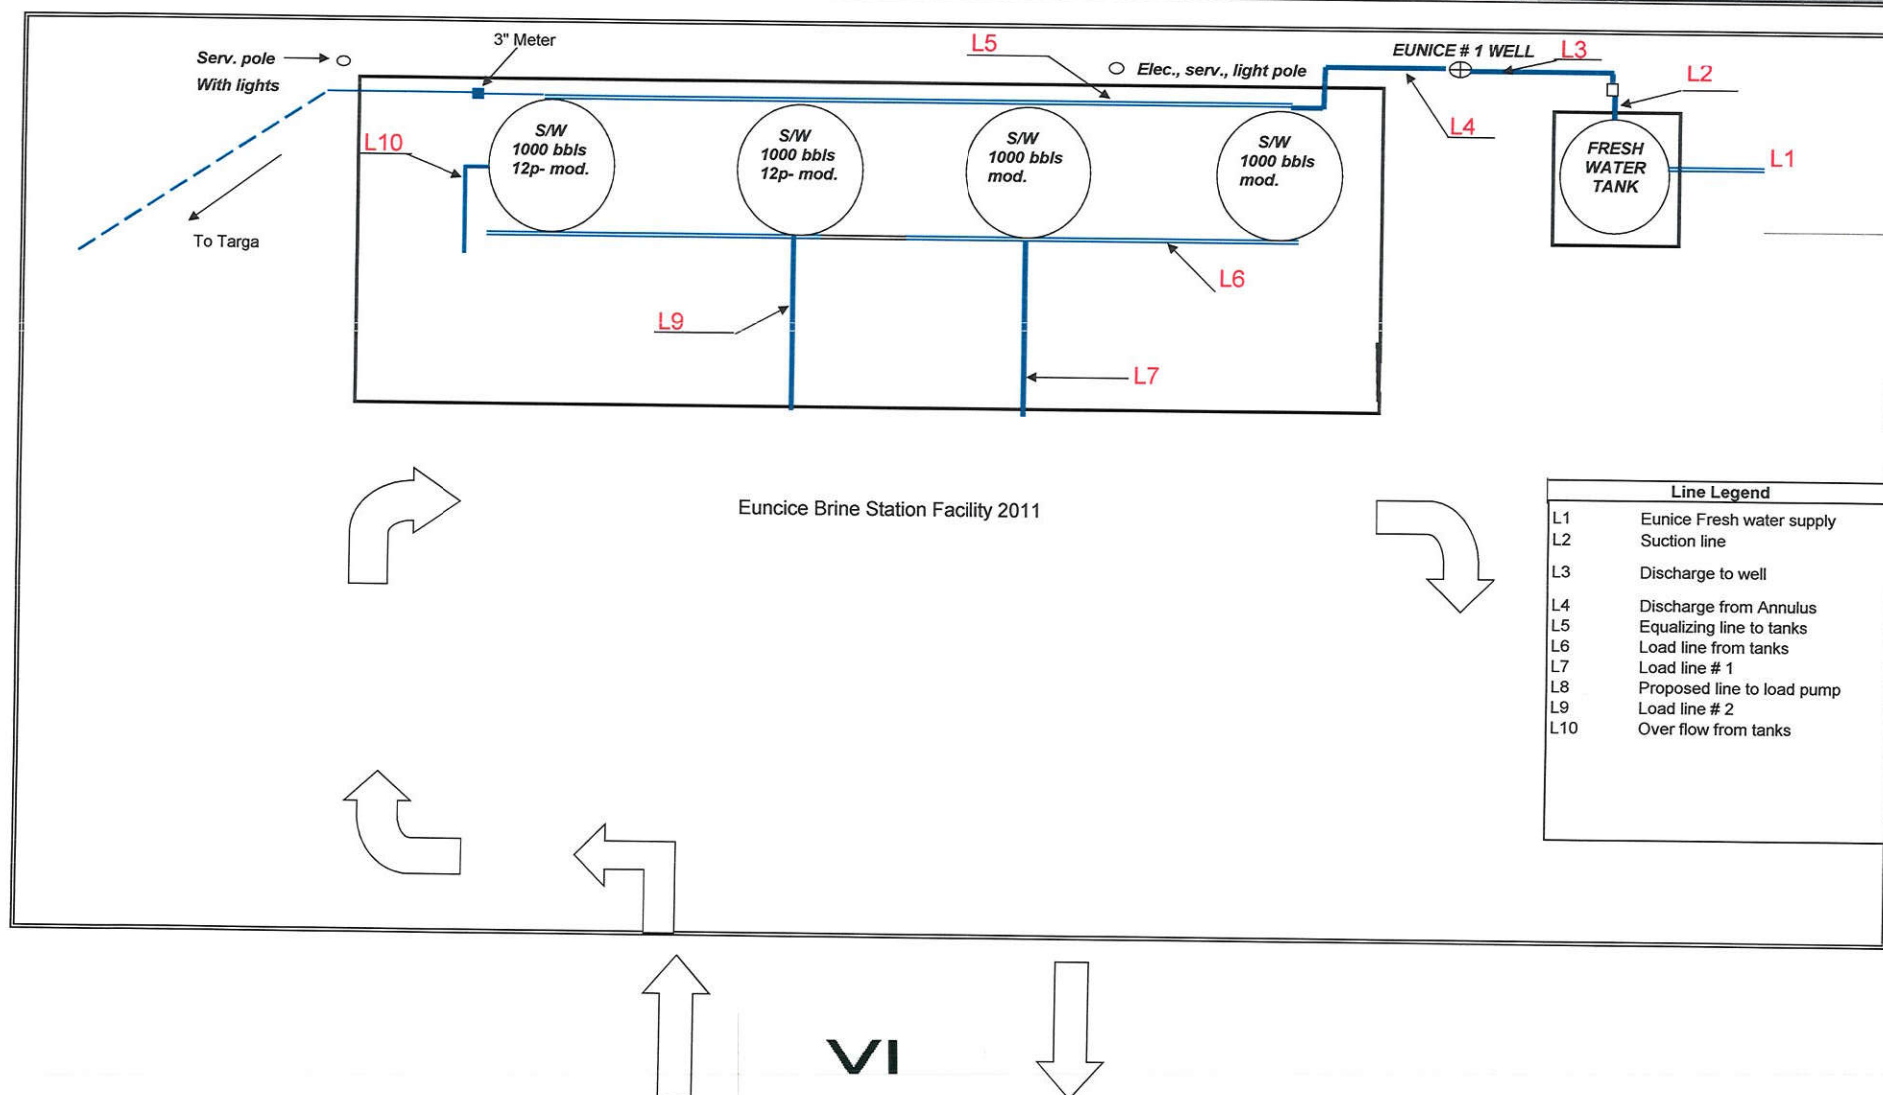 3" Meter
L5
EUNICE # 1 WELL
L3
Serv. pole
With lights
Elec., serv., light pole
L2
L4
L10
S/W
1000 bbls
12p- mod.
S/W
1000 bbls
12p- mod.
S/W
1000 bbls
mod.
S/W
1000 bbls
mod.
FRESH
WATER
TANK
L1
To Targa
L6
L9
L7
Euncice Brine Station Facility 2011
Line Legend
L1 Eunice Fresh water supply
L2 Suction line
L3 Discharge to well
L4 Discharge from Annulus
L5 Equalizing line to tanks
L6 Load line from tanks
L7 Load line # 1
L8 Proposed line to load pump
L9 Load line # 2
L10 Over flow from tanks
VI